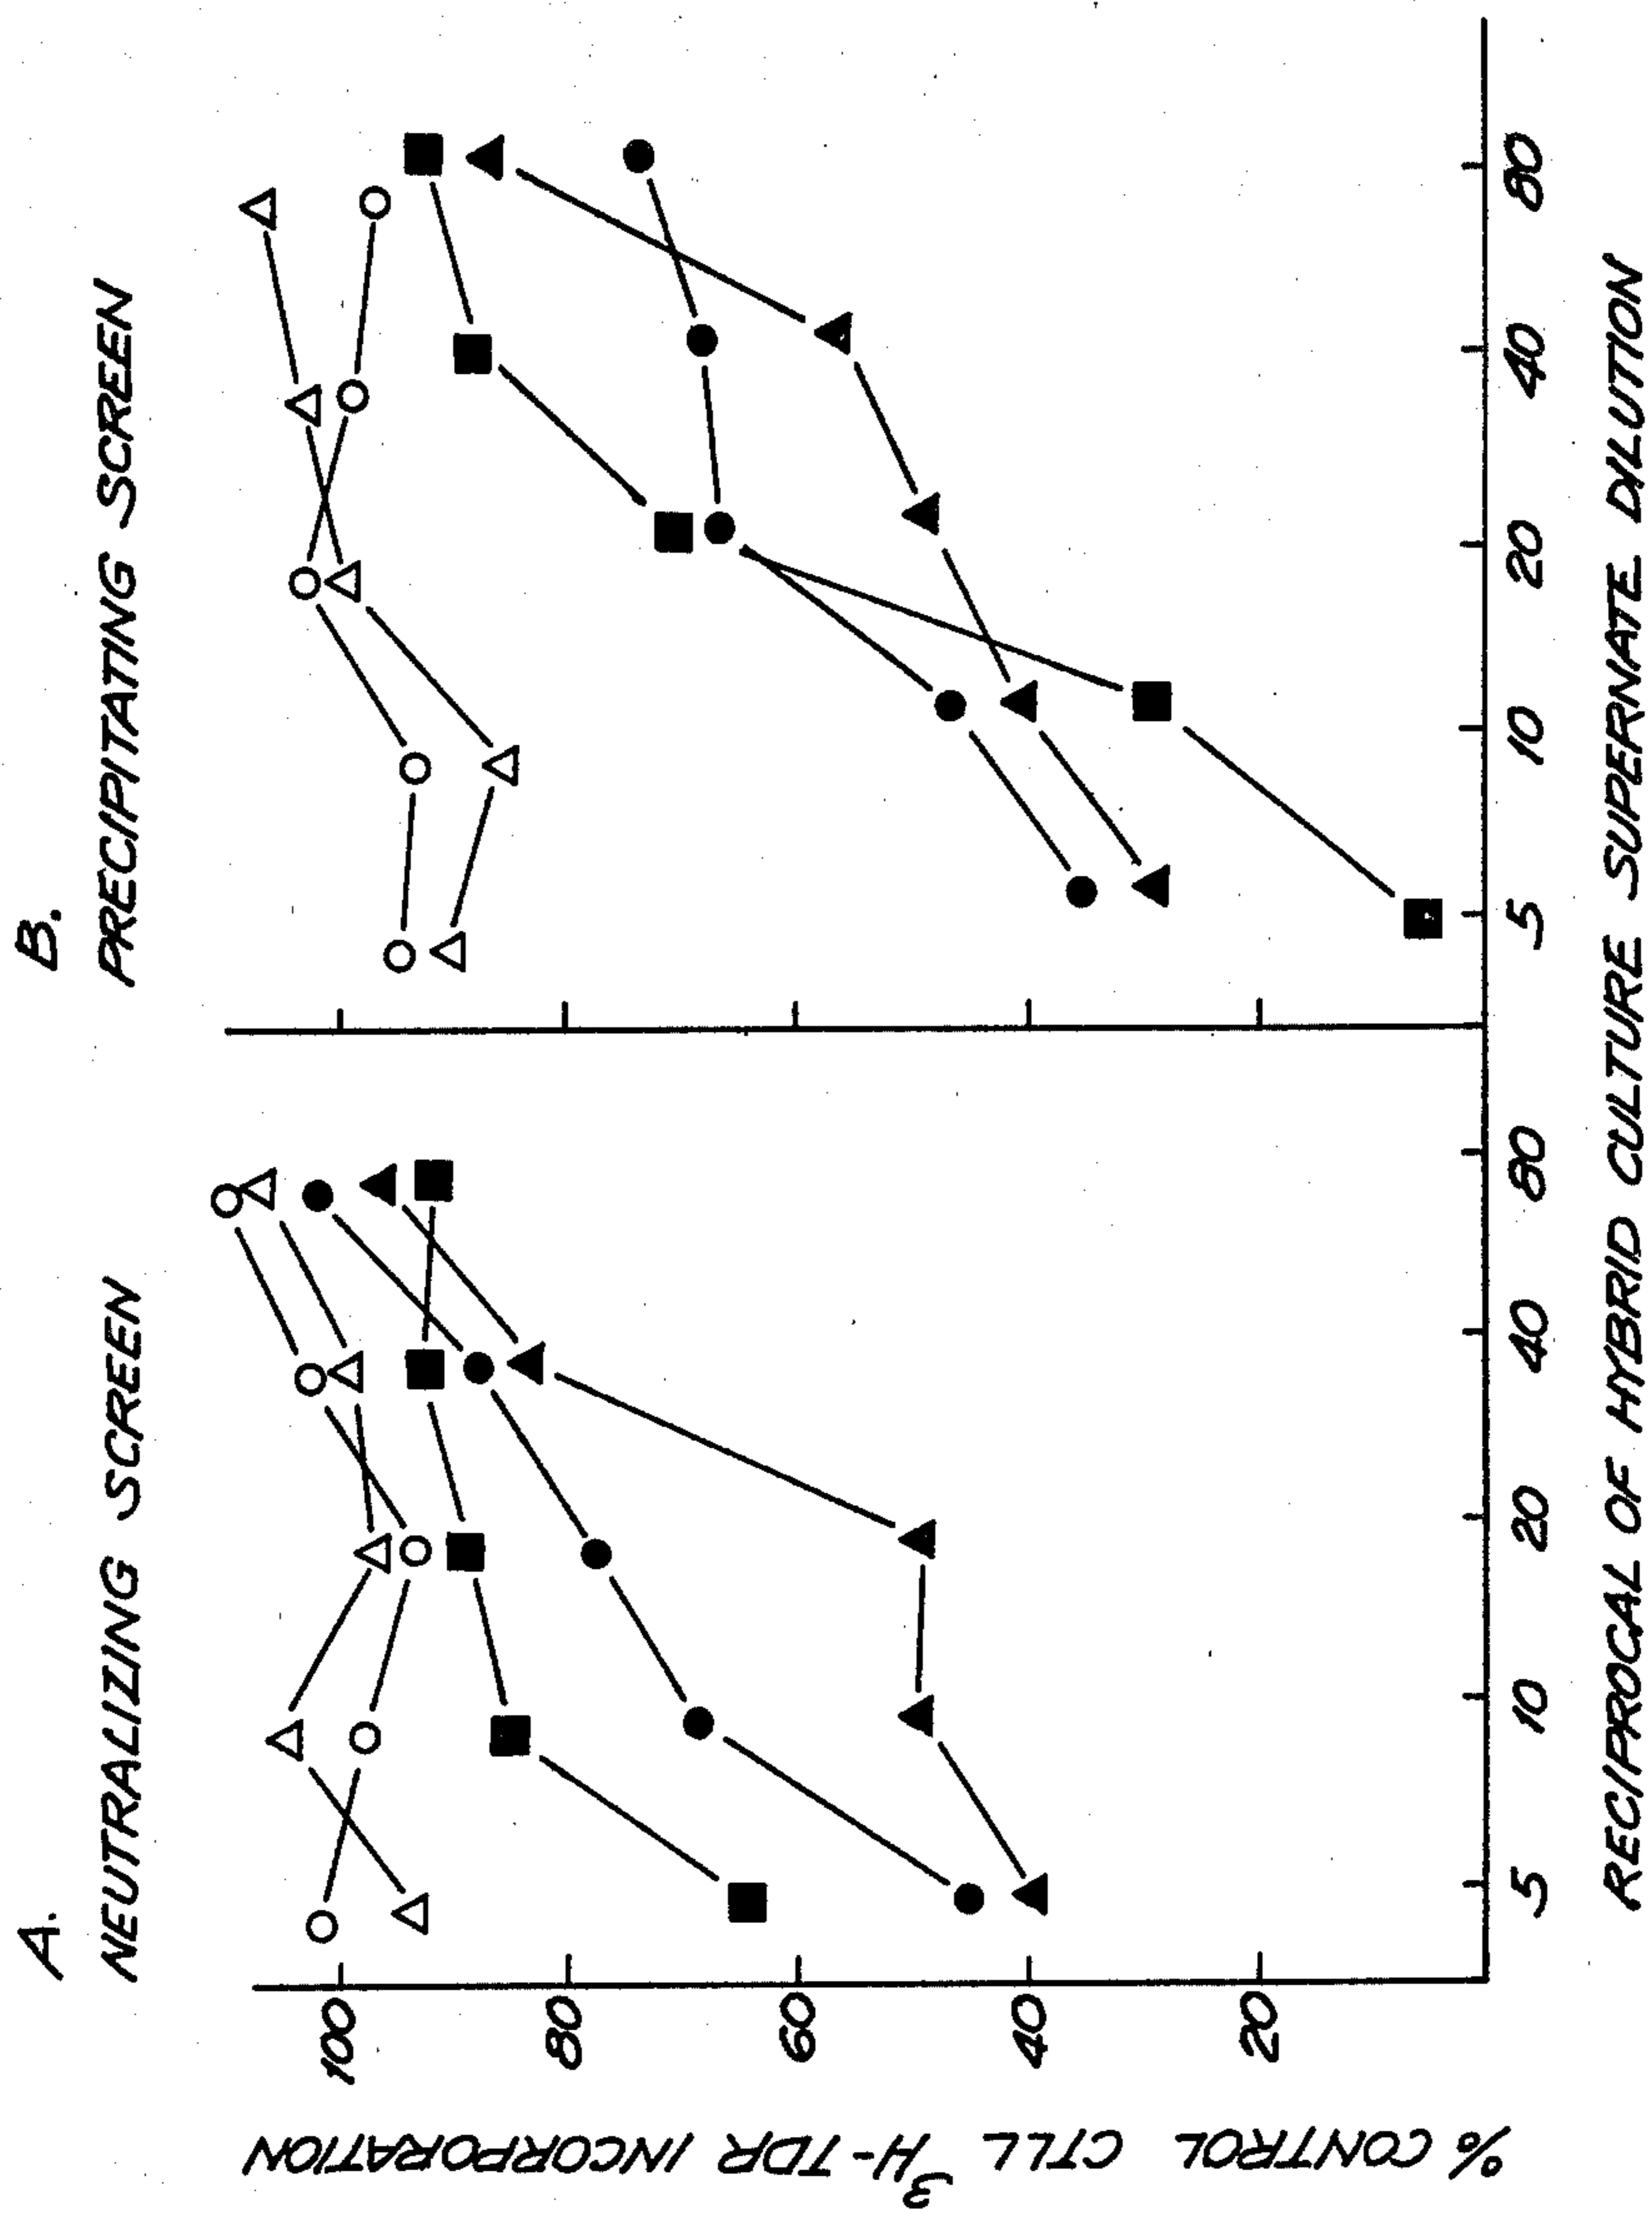 A.
NEUTRALIZING SCREEN
B.
PRECIPITATING SCREEN
% CONTROL CTLL ³H-TDR INCORPORATION
100
80
60
40
20
5 10 20 40 80
5 10 20 40 80
RECIPROCAL OF HYBRID CULTURE SUPERNATE DILUTION